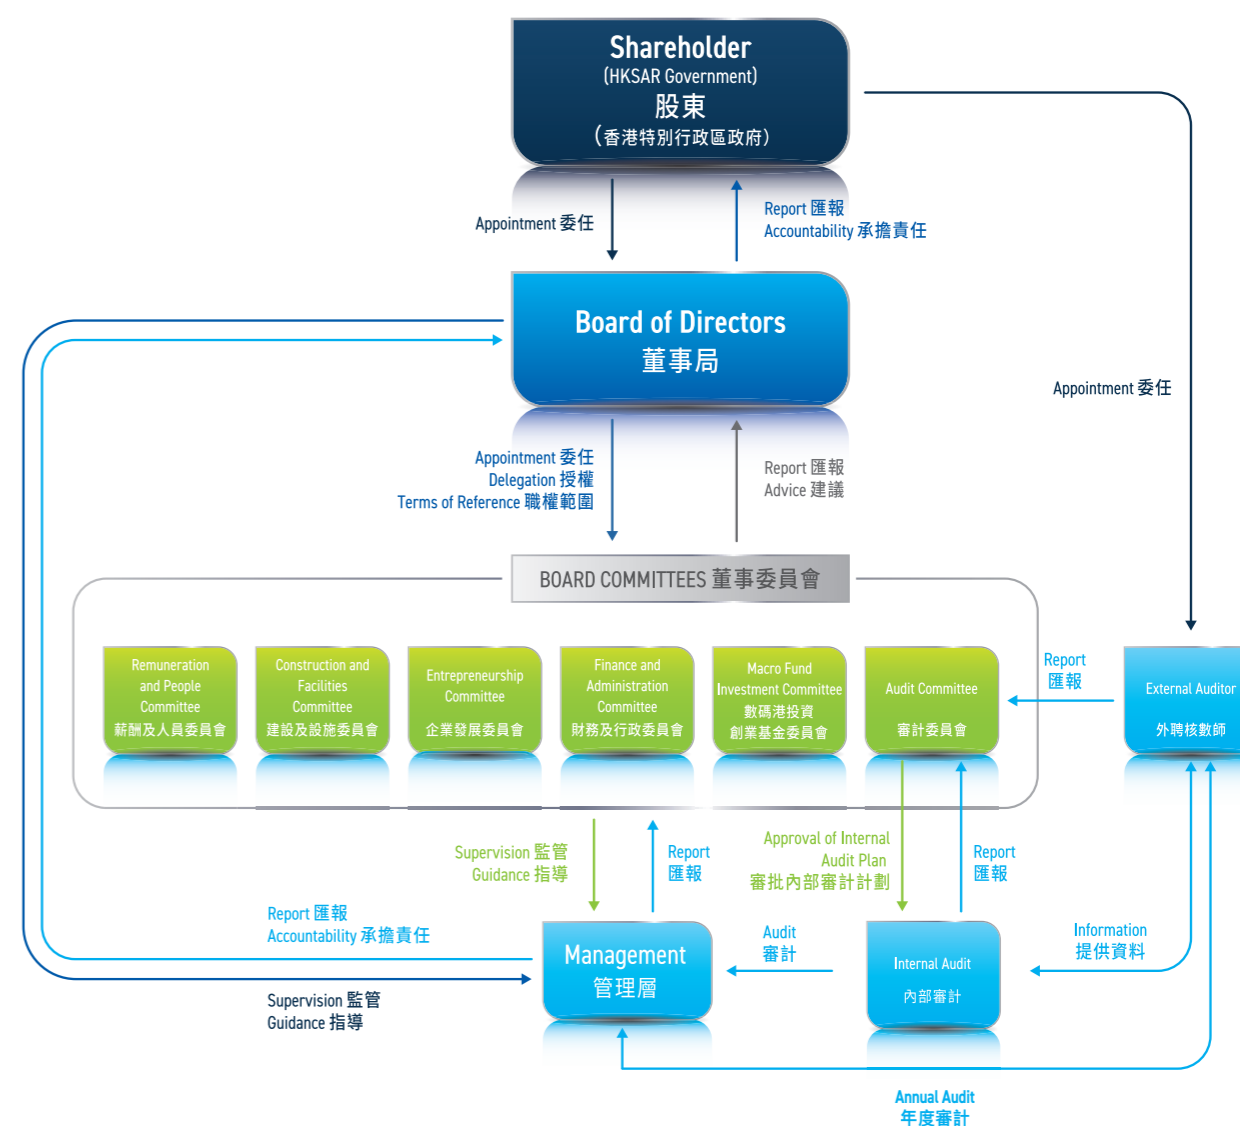 Shareholder
(HKSAR Government)
股東
(香港特別行政區政府)
Appointment 委任
Report 匯報
Accountability 承擔責任
Board of Directors
董事局
Appointment 委任
Appointment 委任
Delegation 授權
Terms of Reference 職權範圍
Report 匯報
Advice 建議
BOARD COMMITTEES 董事委員會
Remuneration
and People
Committee
薪酬及人員委員會
Construction and
Facilities
Committee
建設及設施委員會
Entrepreneurship
Committee
企業發展委員會
Finance and
Administration
Committee
財務及行政委員會
Macro Fund
Investment Committee
數碼港投資
創業基金委員會
Audit Committee
審計委員會
Report
匯報
External Auditor
外聘核數師
Supervision 監管
Guidance 指導
Report
匯報
Approval of Internal
Audit Plan
審批內部審計計劃
Report
匯報
Report 匯報
Accountability 承擔責任
Management
管理層
Audit
審計
Internal Audit
內部審計
Information
提供資料
Supervision 監管
Guidance 指導
Annual Audit
年度審計